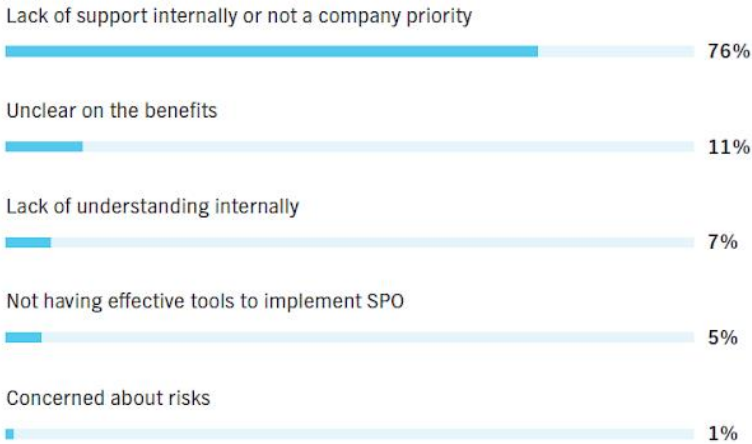 Lack of support internally or not a company priority
76%
Unclear on the benefits
11%
Lack of understanding internally
7%
Not having effective tools to implement SPO
5%
Concerned about risks
1%